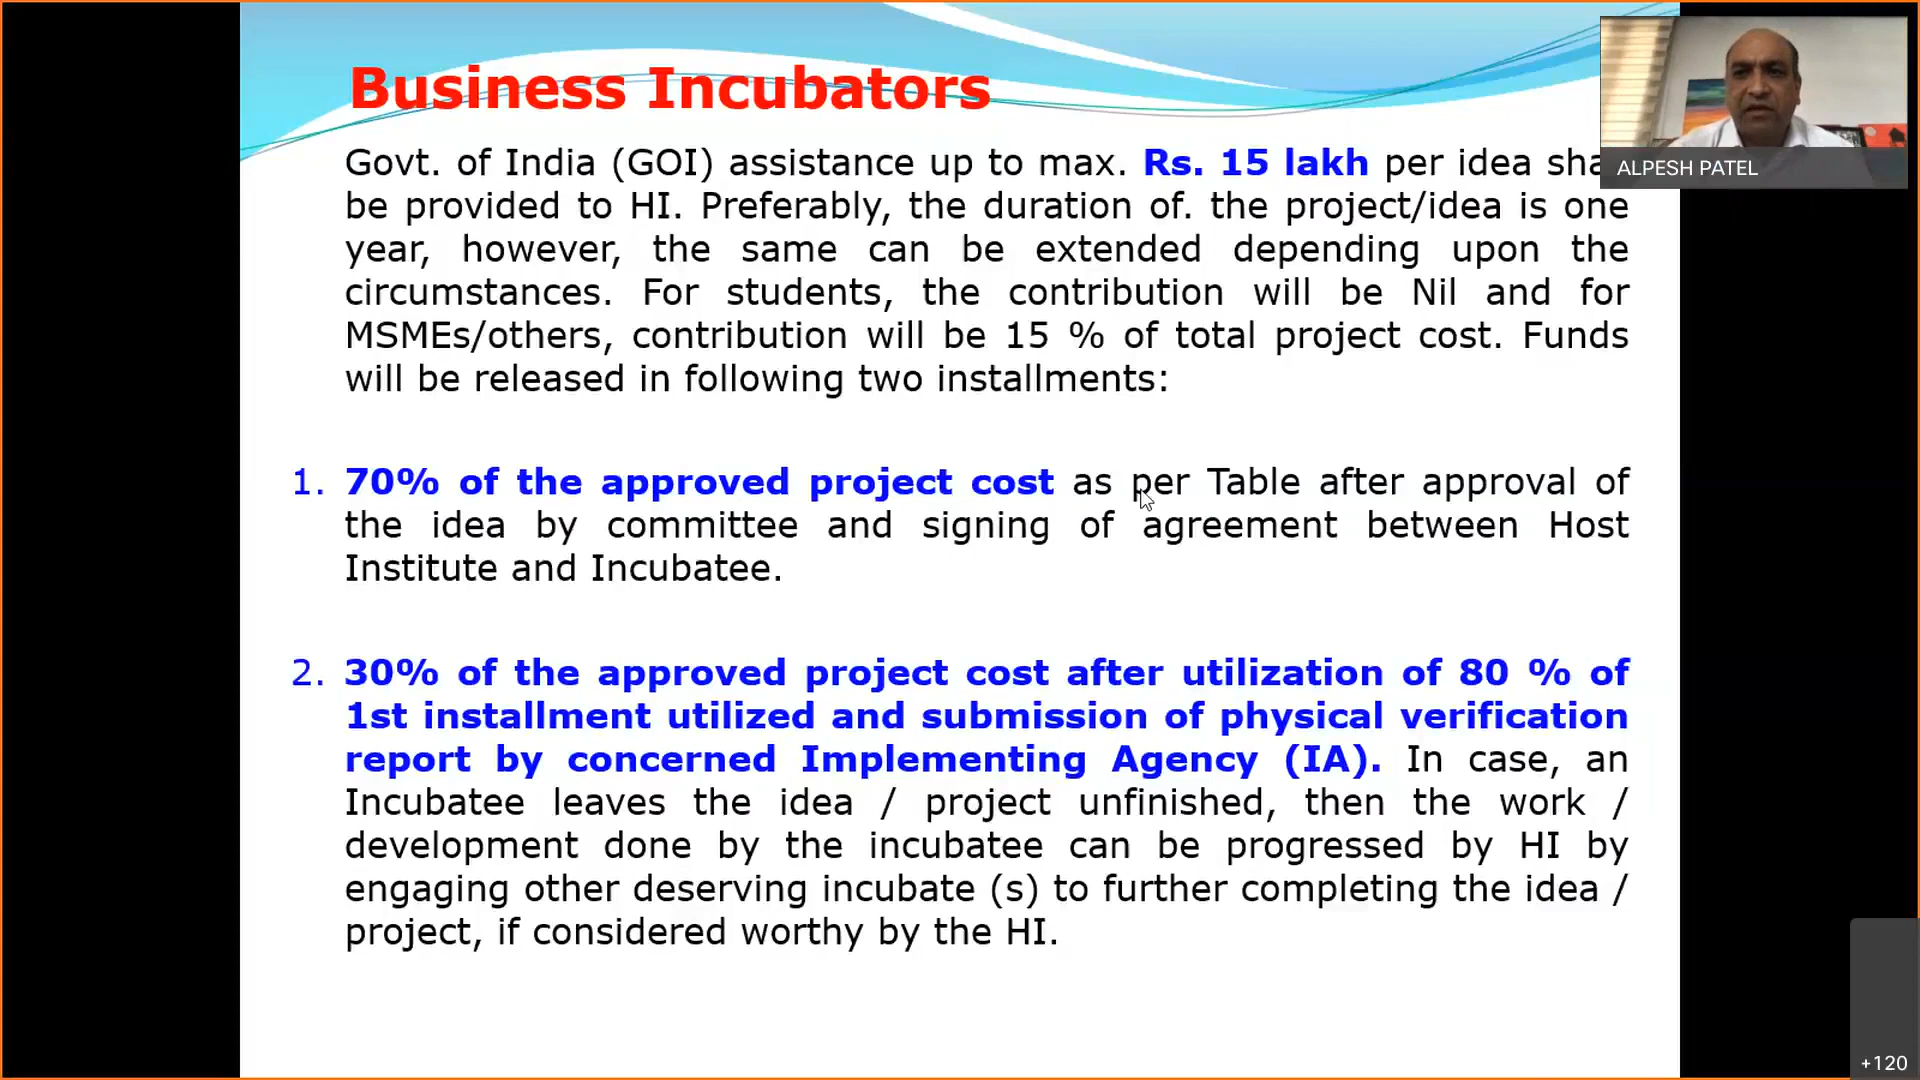 Business Incubators
Govt. of India (GOI) assistance up to max. Rs. 15 lakh per idea sha
be provided to HI. Preferably, the duration of. the project/idea is one
year, however, the same can be extended depending upon the
circumstances. For students, the contribution will be Nil and for
MSMEs/others, contribution will be 15 % of total project cost. Funds
will be released in following two installments:
1. 70% of the approved project cost as per Table after approval of
the idea by committee and signing of agreement between Host
Institute and Incubatee.
2. 30% of the approved project cost after utilization of 80 % of
1st installment utilized and submission of physical verification
report by concerned Implementing Agency (IA). In case, an
Incubatee leaves the idea / project unfinished, then the work /
development done by the incubatee can be progressed by HI by
engaging other deserving incubate (s) to further completing the idea /
project, if considered worthy by the HI.
ALPESH PATEL
+120